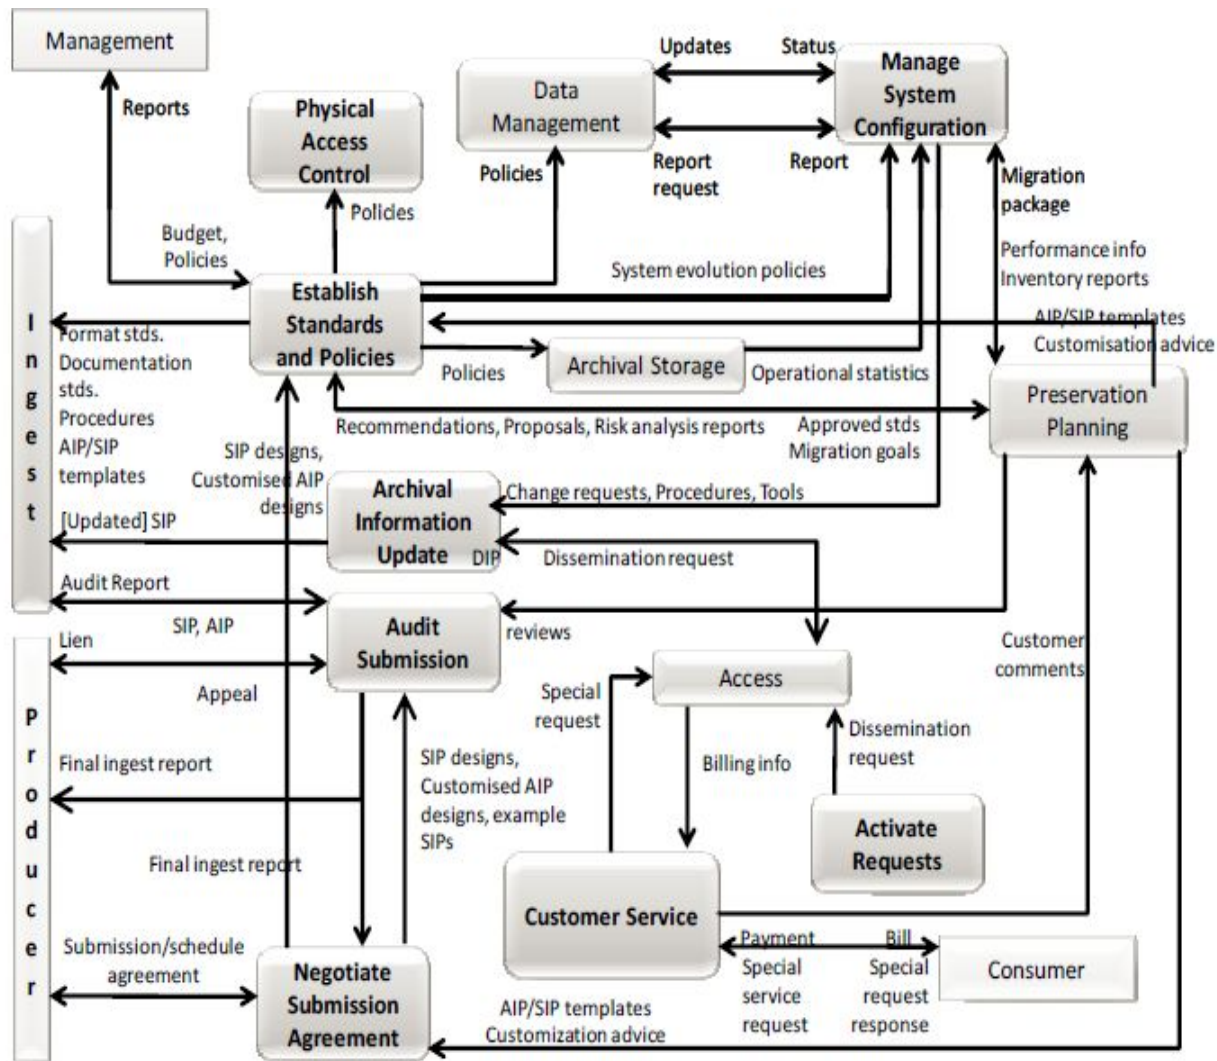 Management
Reports
Physical
Access
Control
Policies
Budget,
Policies
Data
Management
Policies
Updates
Status
Report
request
Report
Manage
System
Configuration
Migration
package
Performance info
Inventory reports
System evolution policies
Establish
Standards
and Policies
AIP/SIP templates
Customisation advice
Ingest
Format stds.
Documentation
stds.
Procedures
AIP/SIP
templates
Policies
Archival Storage
Operational statistics
Preservation
Planning
Recommendations, Proposals, Risk analysis reports
Approved stds
Migration goals
SIP designs,
Customised AIP
designs
Archival
Information
Update
Change requests, Procedures, Tools
[Updated] SIP
DIP
Dissemination request
Audit Report
SIP, AIP
Audit
Submission
reviews
Lien
Appeal
Customer
comments
Access
Special
request
Billing info
Dissemination
request
Producer
Final ingest report
SIP designs,
Customised AIP
designs, example
SIPs
Activate
Requests
Final ingest report
Customer Service
Submission/schedule
agreement
Negotiate
Submission
Agreement
Payment
Special
service
request
Bill
Special
request
response
Consumer
AIP/SIP templates
Customization advice